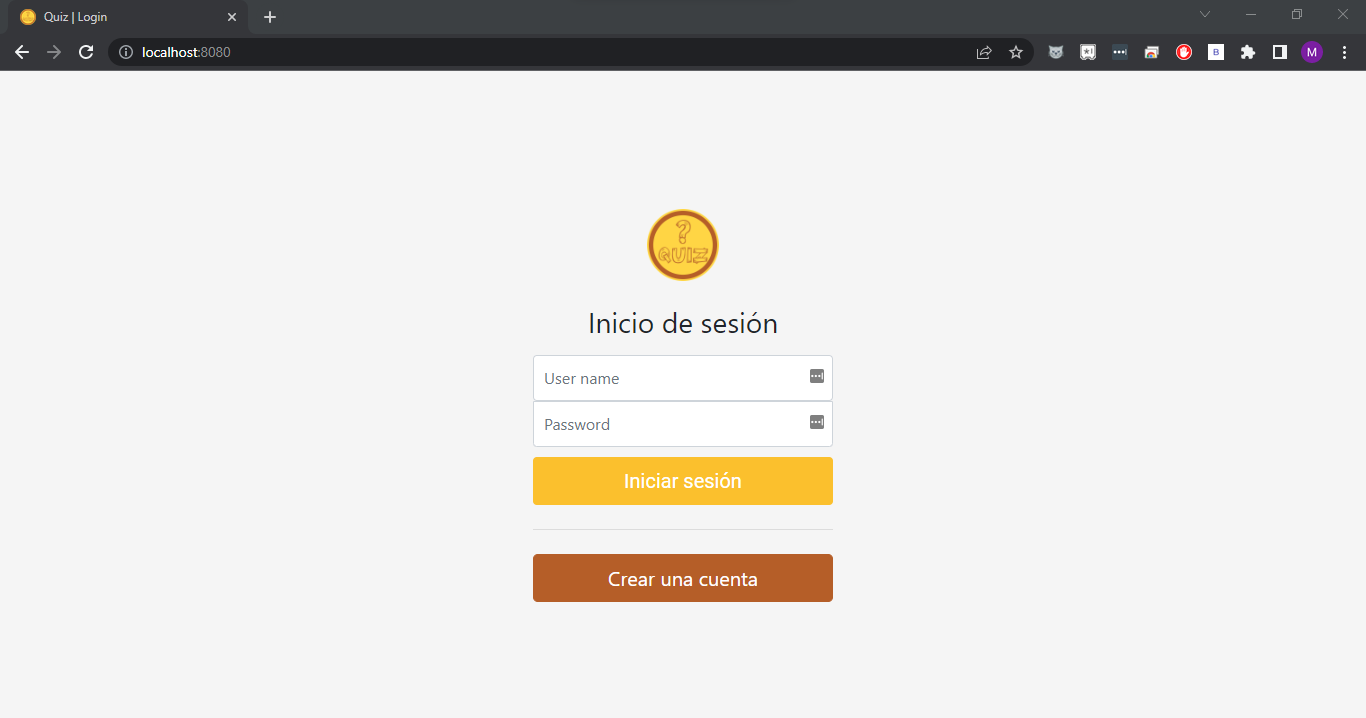 Quiz | Login
localhost:8080
B
M
?
QUIZ
Inicio de sesión
User name
Password
Iniciar sesión
Crear una cuenta